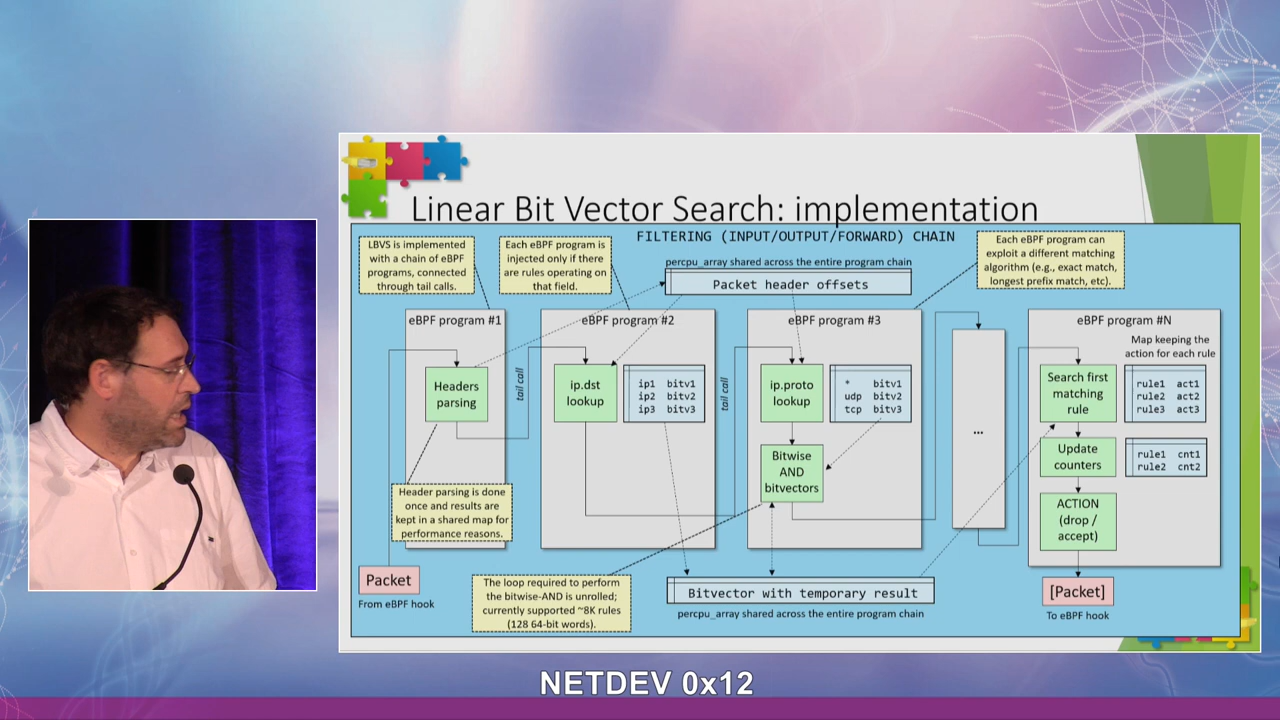 Linear Bit Vector Search: implementation
FILTERING (INPUT/OUTPUT/FORWARD) CHAIN
LBVS is implemented
with a chain of eBPF
programs, connected
through tail calls.
Each eBPF program is
injected only if there
are rules operating on
that field.
percpu_array shared across the entire program chain
Packet header offsets
Each eBPF program can
exploit a different matching
algorithm (e.g., exact match,
longest prefix match, etc).
eBPF program #1
Headers
parsing
tail call
Header parsing is done
once and results are
kept in a shared map for
performance reasons.
Packet
From eBPF hook
eBPF program #2
ip.dst
lookup
ip1 bitv1
ip2 bitv2
ip3 bitv3
tail call
eBPF program #3
ip.proto
lookup
* bitv1
udp bitv2
tcp bitv3
Bitwise
AND
bitvectors
The loop required to perform
the bitwise-AND is unrolled;
currently supported ~8K rules
(128 64-bit words).
Bitvector with temporary result
percpu_array shared across the entire program chain
...
eBPF program #N
Map keeping the
action for each rule
Search first
matching
rule
rule1 act1
rule2 act2
rule3 act3
Update
counters
rule1 cnt1
rule2 cnt2
ACTION
(drop /
accept)
[Packet]
To eBPF hook
NETDEV 0x12